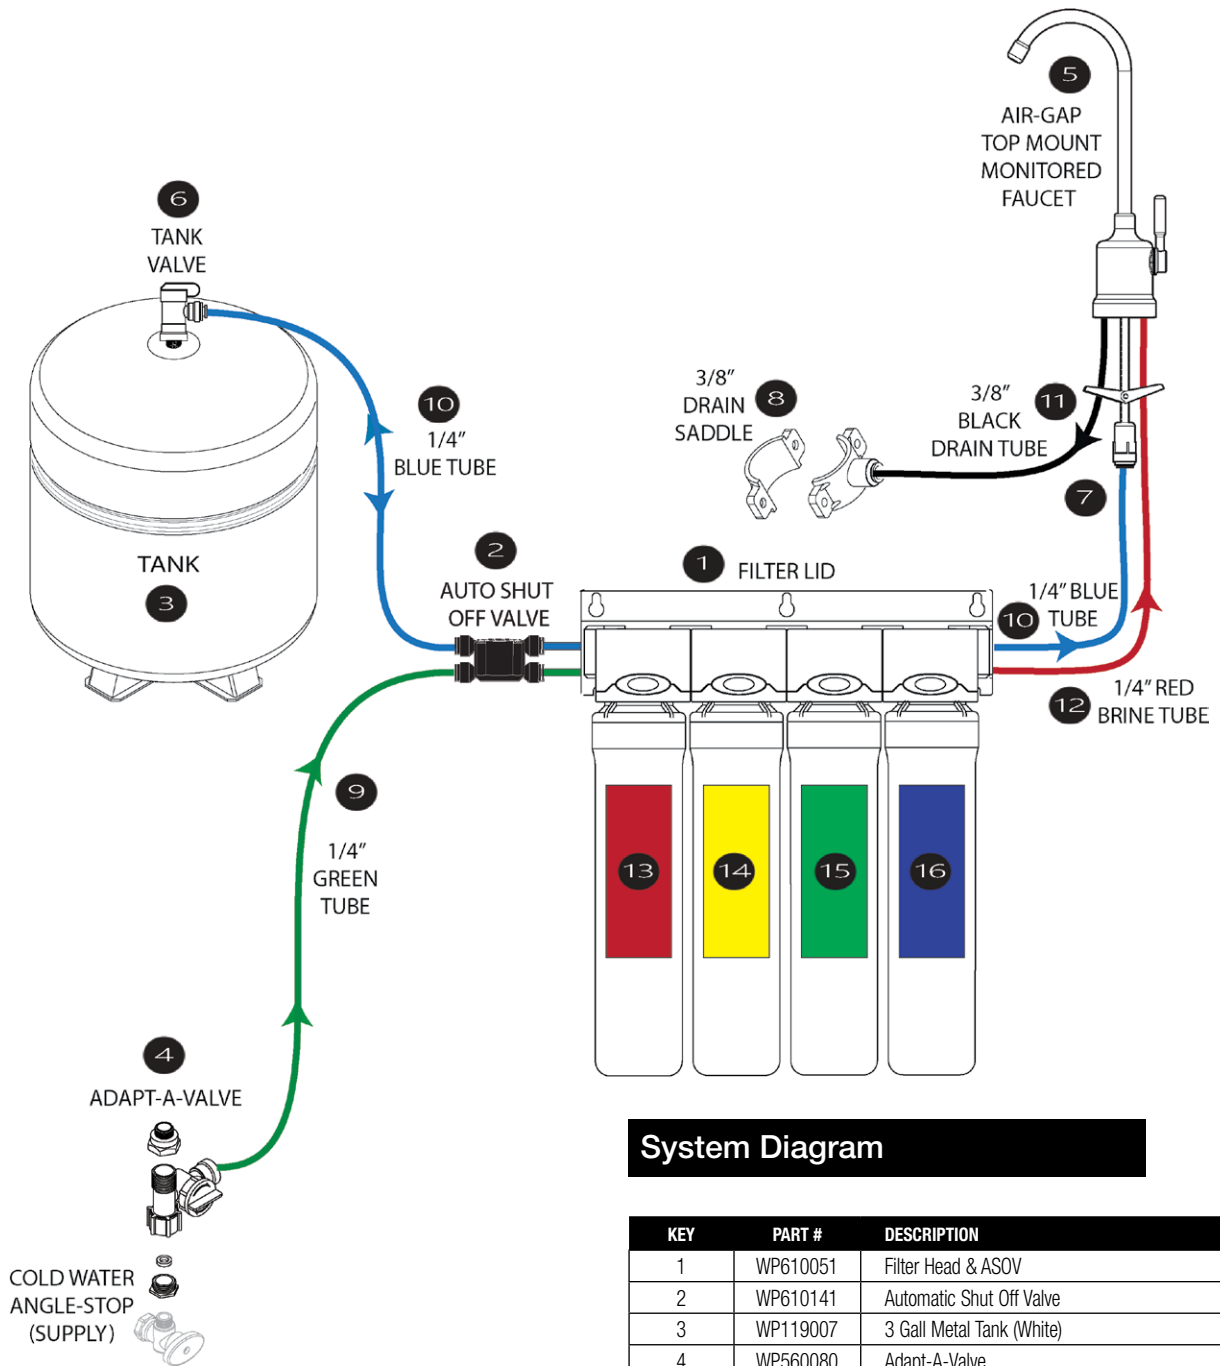 5
AIR-GAP
TOP MOUNT
MONITORED
FAUCET
6
TANK
VALVE
10
1/4"
BLUE TUBE
3/8"
DRAIN
SADDLE
8
3/8"
BLACK
DRAIN TUBE
11
7
TANK
3
2
AUTO SHUT
OFF VALVE
1
FILTER LID
10
1/4" BLUE
TUBE
12
1/4" RED
BRINE TUBE
9
1/4"
GREEN
TUBE
13
14
15
16
4
ADAPT-A-VALVE
COLD WATER
ANGLE-STOP
(SUPPLY)
System Diagram
KEY PART # DESCRIPTION
1 WP610051 Filter Head & ASOV
2 WP610141 Automatic Shut Off Valve
3 WP119007 3 Gall Metal Tank (White)
4 WP560080 Adapt-A-Valve